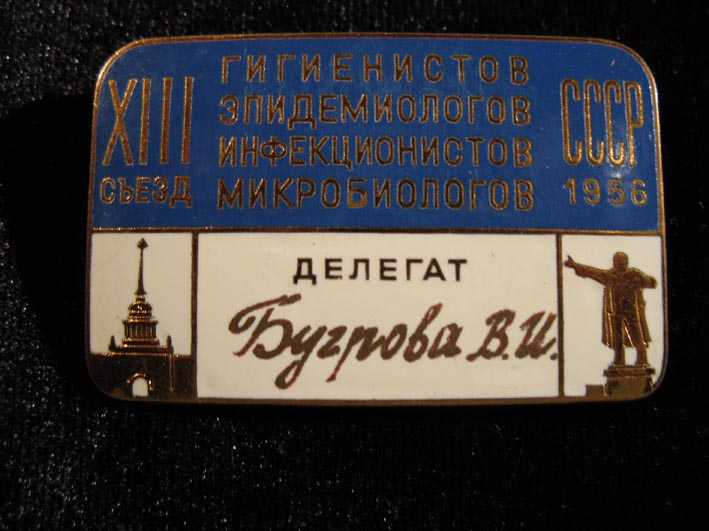 XIII СЪЕЗД
ГИГИЕНИСТОВ
ЭПИДЕМИОЛОГОВ
ИНФЕКЦИОНИСТОВ
МИКРОБИОЛОГОВ
СССР
1956
ДЕЛЕГАТ
Бугрова В.И.